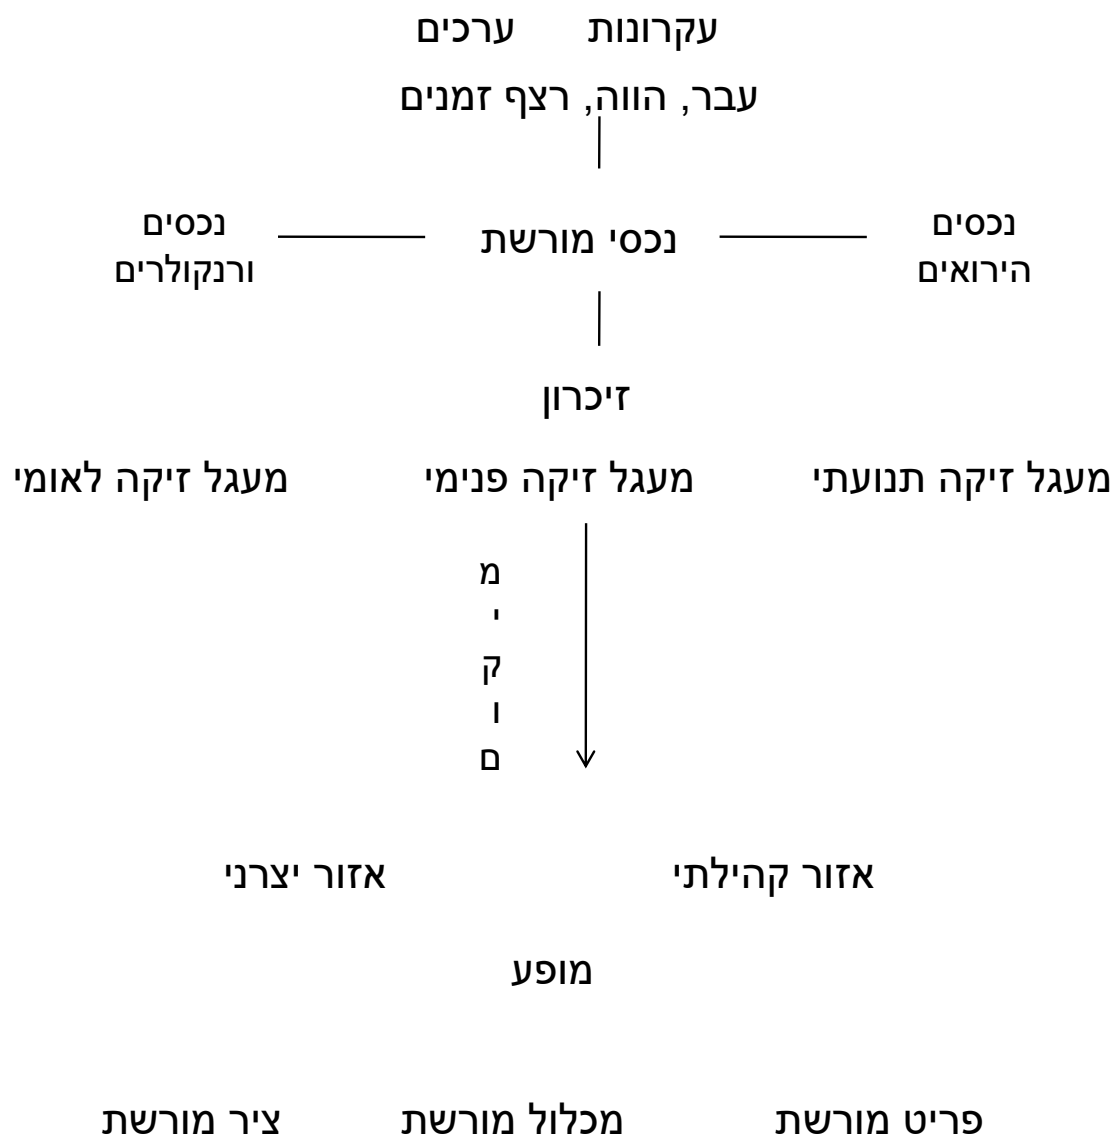 עקרונות ערכים
עבר, הווה, רצף זמנים
נכסים
הירואים
נכסי מורשת
נכסים
ורנקולרים
זיכרון
מעגל זיקה תנועתי מעגל זיקה פנימי מעגל זיקה לאומי
מ
י
ק
ו
ם
אזור קהילתי אזור יצרני
מופע
פריט מורשת מכלול מורשת ציר מורשת